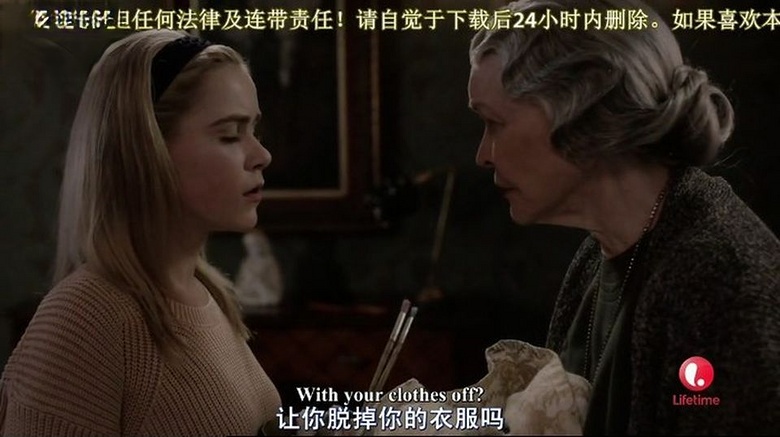 任何法律及连带责任！请自觉于下载后24小时内删除。如果喜欢本
Lifetime
With your clothes off?
让你脱掉你的衣服吗